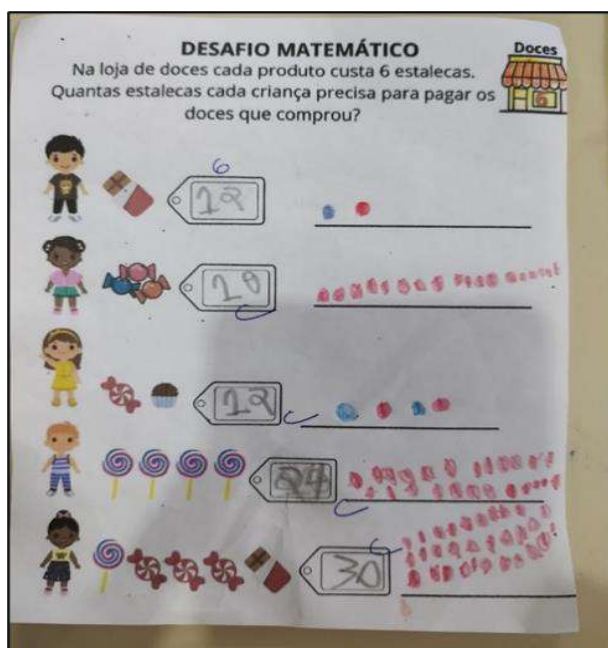 DESAFIO MATEMÁTICO
Doces
Na loja de doces cada produto custa 6 estalecas.
Quantas estalecas cada criança precisa para pagar os
doces que comprou?
6
6
12
18
12
24
30